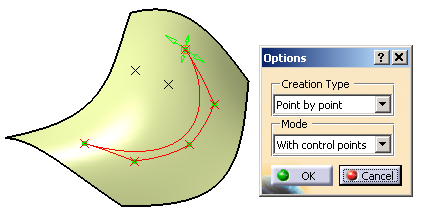 Options
Creation Type
Point by point
Mode
With control points
OK
Cancel